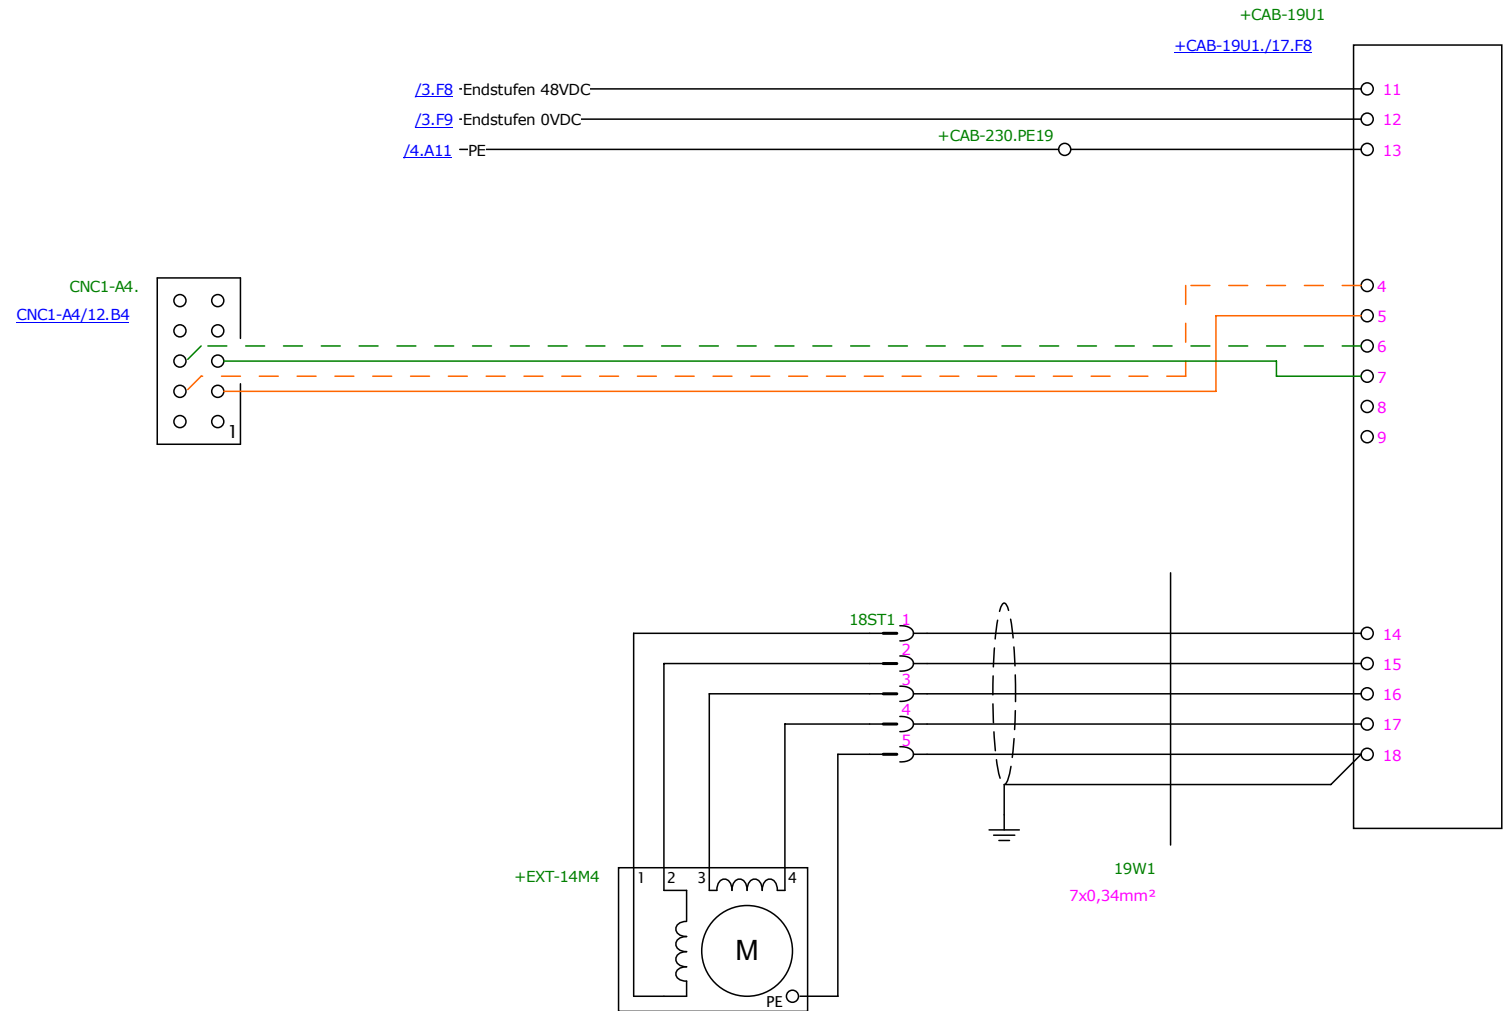 +CAB-19U1
+CAB-19U1./17.F8
/3.F8 Endstufen 48VDC 11
/3.F9 Endstufen 0VDC 12
+CAB-230.PE19
/4.A11 PE 13
CNC1-A4.
CNC1-A4/12.B4
4
5
6
7
8
9
1
18ST1 1 14
2 15
3 16
4 17
5 18
19W1
7x0,34mm²
+EXT-14M4 1 2 3 4
M
PE